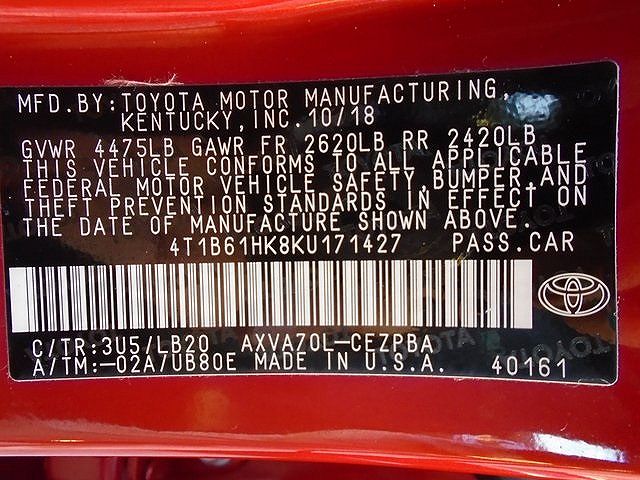 MFD.BY:TOYOTA MOTOR MANUFACTURING,
KENTUCKY,INC.10/18
GVWR 4475LB GAWR FR 2620LB RR 2420LB
THIS VEHICLE CONFORMS TO ALL APPLICABLE
FEDERAL MOTOR VEHICLE SAFETY,BUMPER,AND
THEFT PREVENTION STANDARDS IN EFFECT ON
THE DATE OF MANUFACTURE SHOWN ABOVE.
4T1B61HK8KU171427 PASS.CAR
C/TR:3U5/LB20 AXVA70L-CEZPBA
A/TM:-02A/UB80E MADE IN U.S.A. 40161